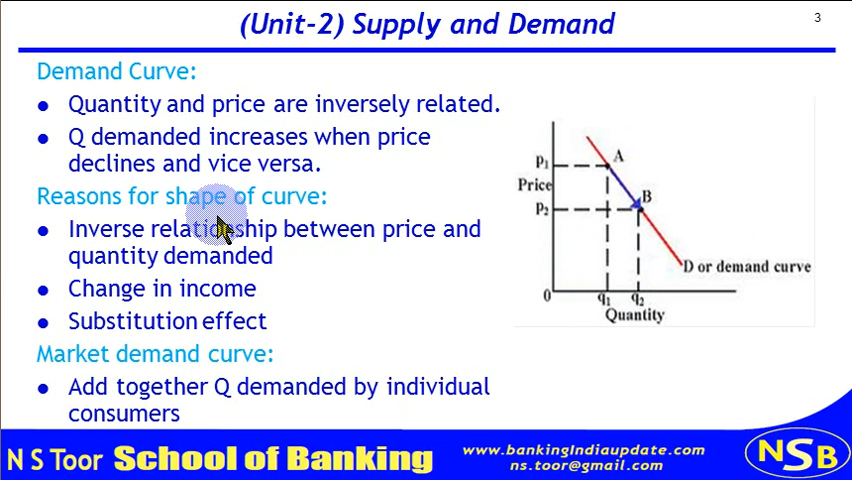 (Unit-2) Supply and Demand
3
Demand Curve:
● Quantity and price are inversely related.
● Q demanded increases when price
declines and vice versa.
Reasons for shape of curve:
● Inverse relationship between price and
quantity demanded
● Change in income
● Substitution effect
Market demand curve:
● Add together Q demanded by individual
consumers
P1
A
Price
B
P2
D or demand curve
0
q1
q2
Quantity
N S Toor School of Banking
www.bankingIndiaupdate.com
ns.toor@gmail.com
NSB